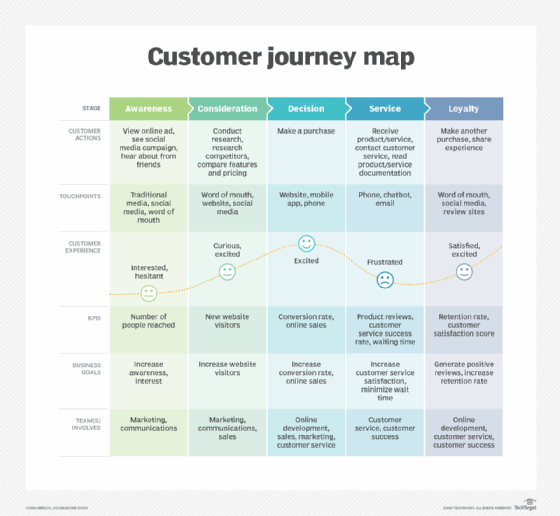 Customer journey map
STAGE
Awareness
Consideration
Decision
Service
Loyalty
CUSTOMER
ACTIONS
View online ad,
see social
media campaign,
hear about from
friends
Conduct
research,
research
competitors,
compare features
and pricing
Make a purchase
Receive
product/service,
contact customer
service, read
product/service
documentation
Make another
purchase, share
experience
TOUCHPOINTS
Traditional
media, social
media, word of
mouth
Word of mouth,
website, social
media
Website, mobile
app, phone
Phone, chatbot,
email
Word of mouth,
social media,
review sites
CUSTOMER
EXPERIENCE
Interested,
hesitant
Curious,
excited
Excited
Frustrated
Satisfied,
excited
KPIS
Number of
people reached
New website
visitors
Conversion rate,
online sales
Product reviews,
customer
service success
rate, waiting time
Retention rate,
customer
satisfaction score
BUSINESS
GOALS
Increase
awareness,
interest
Increase website
visitors
Increase
conversion rate,
online sales
Increase
customer service
satisfaction,
minimize wait
time
Generate positive
reviews, increase
retention rate
TEAM(S)
INVOLVED
Marketing,
communications
Marketing,
communications,
sales
Online
development,
sales, marketing,
customer service
Customer
service, customer
success
Online
development,
customer service,
customer success
ALL RIGHTS RESERVED
TechTarget